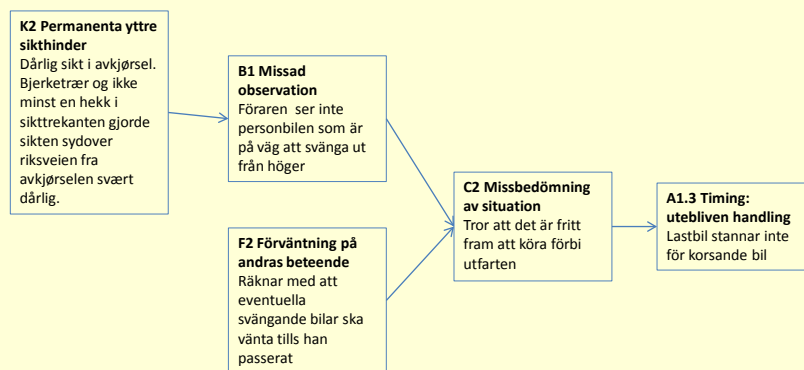 K2 Permanenta yttre
sikthinder
Dårlig sikt i avkjørsel.
Bjerketrær og ikke
minst en hekk i
sikttrekanten gjorde
sikten sydover
riksveien fra
avkjørselen svært
dårlig.
B1 Missad
observation
Föraren  ser inte
personbilen som är
på väg att svänga ut
från höger
F2 Förväntning på
andras beteende
Räknar med att
eventuella
svängande bilar ska
vänta tills han
passerat
C2 Missbedömning
av situation
Tror att det är fritt
fram att köra förbi
utfarten
A1.3 Timing:
utebliven handling
Lastbil stannar inte
för korsande bil